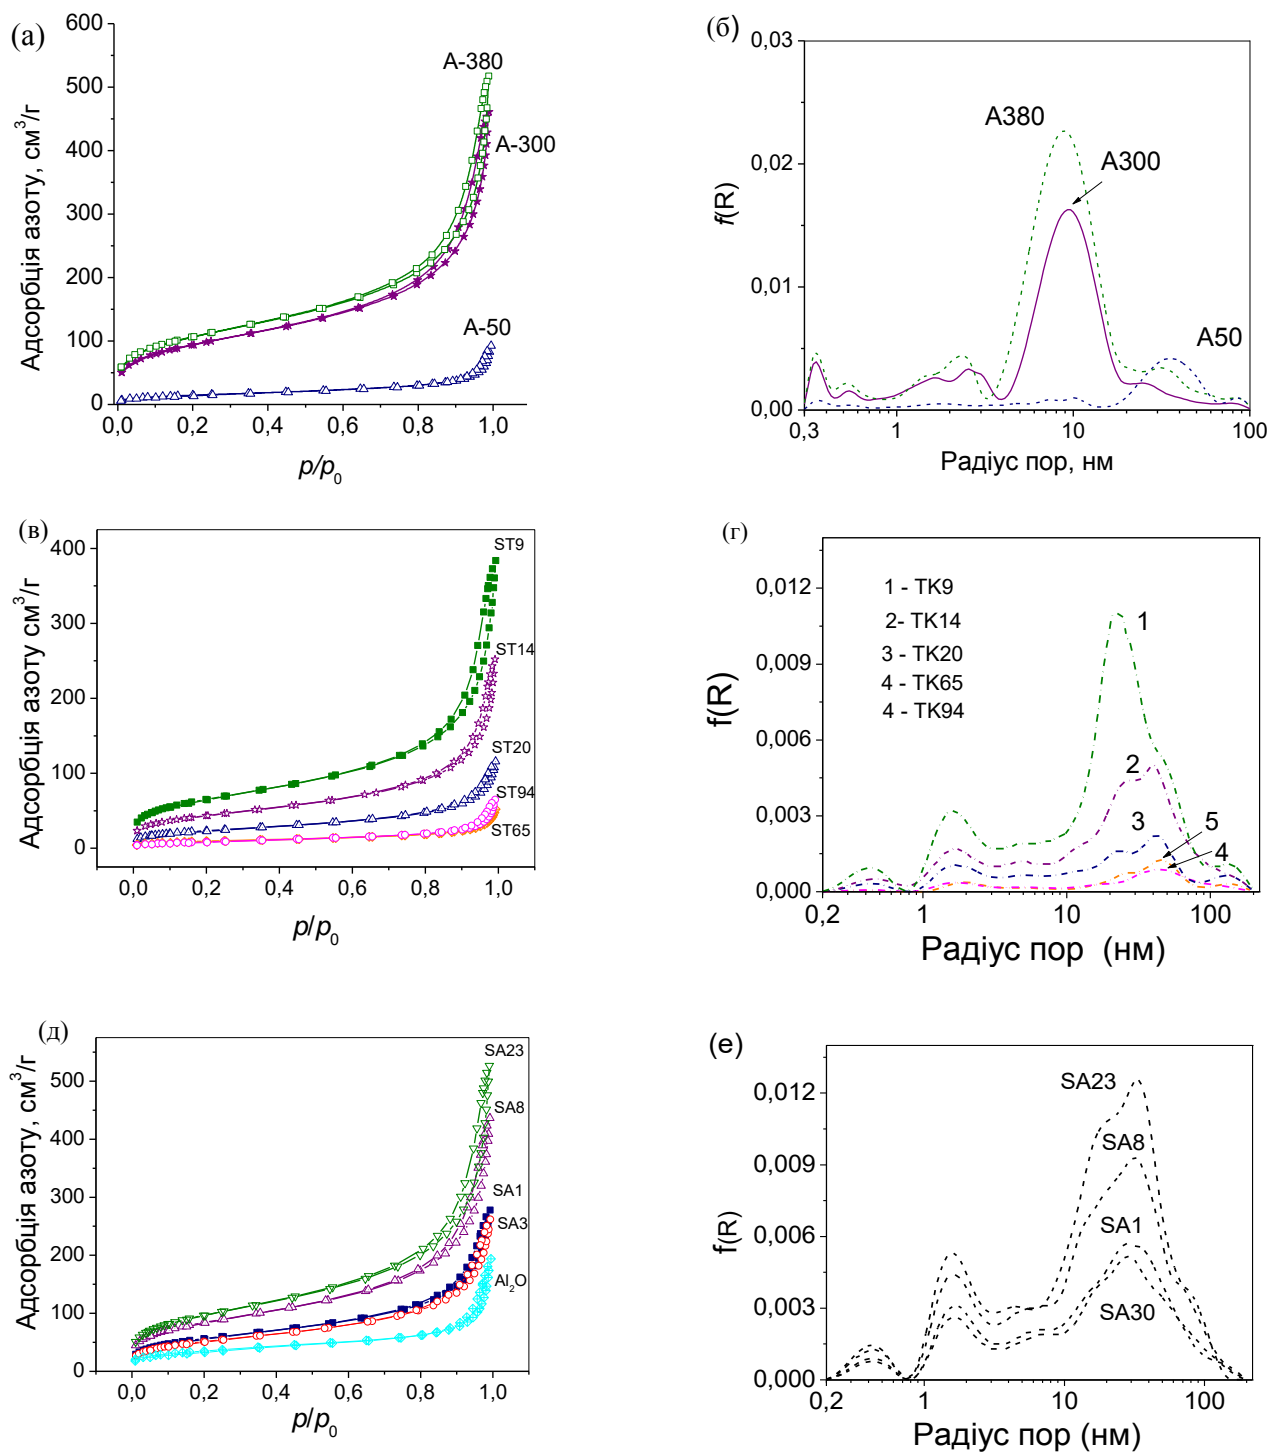 (а)
600
500
400
300
200
100
0
Адсорбція азоту, см³/г
А-380
А-300
А-50
0,0 0,2 0,4 0,6 0,8 1,0
p/p₀
(б)
0,03
0,02
0,01
0,00
f(R)
A380
A300
A50
0,3 1 10 100
Радіус пор, нм
(в)
400
300
200
100
0
Адсорбція азоту см³/г
ST9
ST14
ST20
ST94
ST65
0,0 0,2 0,4 0,6 0,8 1,0
p/p₀
(г)
0,012
0,009
0,006
0,003
0,000
f(R)
1 - TK9
2- TK14
3 - TK20
4 - TK65
4 - TK94
1
2
3
5
4
0,2 1 10 100
Радіус пор (нм)
(д)
500
400
300
200
100
0
Адсорбція азоту, см³/г
SA23
SA8
SA1
SA3
Al₂O
0,0 0,2 0,4 0,6 0,8 1,0
p/p₀
(е)
0,012
0,009
0,006
0,003
0,000
f(R)
SA23
SA8
SA1
SA30
0,2 1 10 100
Радіус пор (нм)